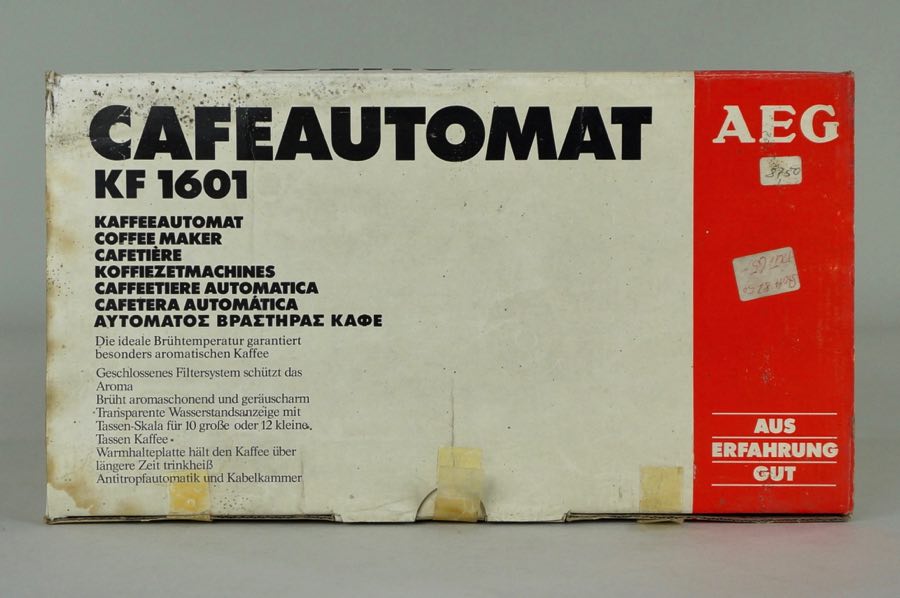 CAFEAUTOMAT
KF 1601
KAFFEEAUTOMAT
COFFEE MAKER
CAFETIÈRE
KOFFIEZETMACHINES
CAFFEETIERE AUTOMATICA
CAFETERA AUTOMÁTICA
ΑΥΤΟΜΑΤΟΣ ΒΡΑΣΤΗΡΑΣ ΚΑΦΕ
Die ideale Brühtemperatur garantiert
besonders aromatischen Kaffee
Geschlossenes Filtersystem schützt das
Aroma
Brüht aromaschonend und geräuscharm
Transparente Wasserstandsanzeige mit
Tassen-Skala für 10 große oder 12 kleine
Tassen Kaffee
Warmhalteplatte hält den Kaffee über
längere Zeit trinkheiß
Antitropfautomatik und Kabelkammer
AEG
3750
AUS
ERFAHRUNG
GUT